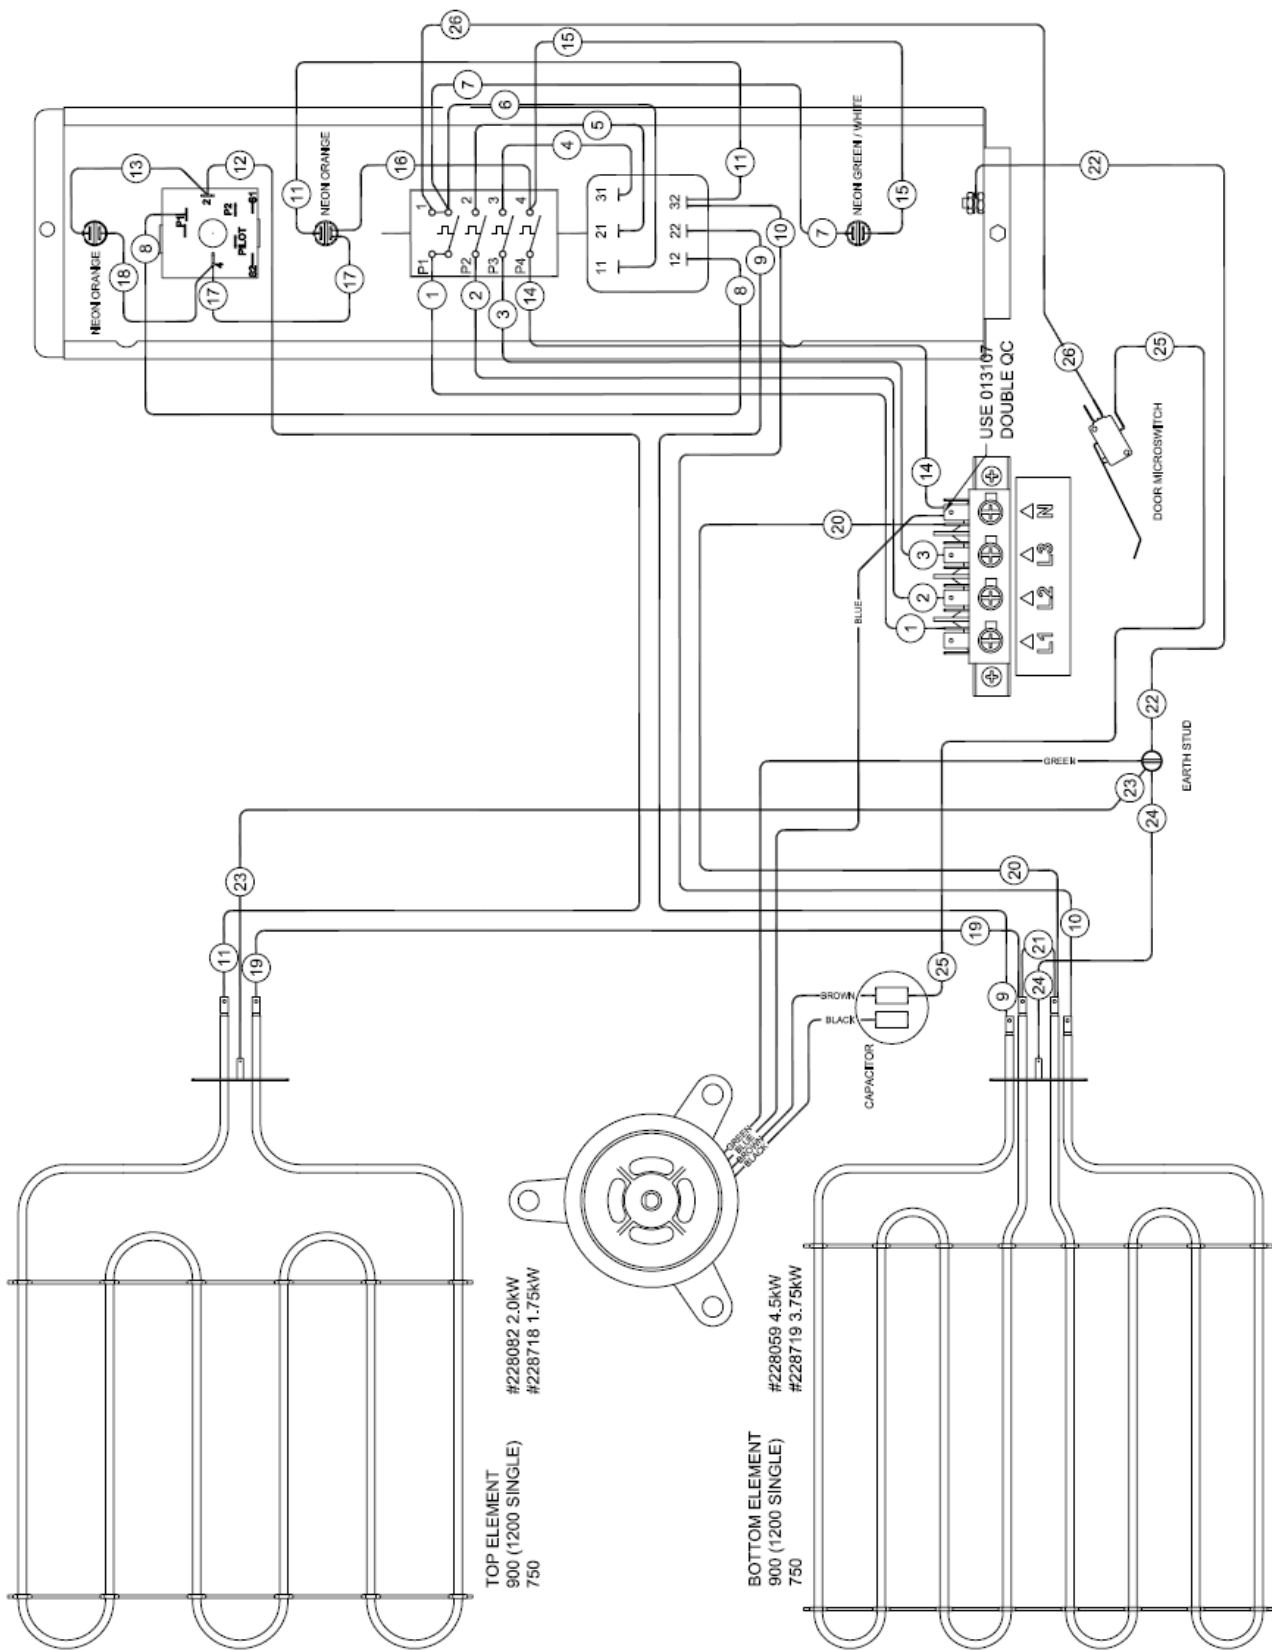 26
15
7
6
5
4
11
11
NEON ORANGE
16
13
12
NEON ORANGE
8
18
17
17
2
P1
P2
S1
PILOT
S2
4
1
2
3
4
P1
P2
P3
P4
1
2
3
14
31
21
11
32
22
12
11
10
9
8
NEON GREEN / WHITE
7
15
22
USE 013107
DOUBLE QC
14
20
3
2
1
BLUE
L1
L2
L3
N
26
25
DOOR MICROSWITCH
22
EARTH STUD
GREEN
23
24
23
11
19
20
19
10
21
24
9
25
BROWN
BLACK
CAPACITOR
GREEN
BLUE
BROWN
BLACK
TOP ELEMENT
900 (1200 SINGLE) #228082 2.0kW
750 #228718 1.75kW
BOTTOM ELEMENT
900 (1200 SINGLE) #228059 4.5kW
750 #228719 3.75kW